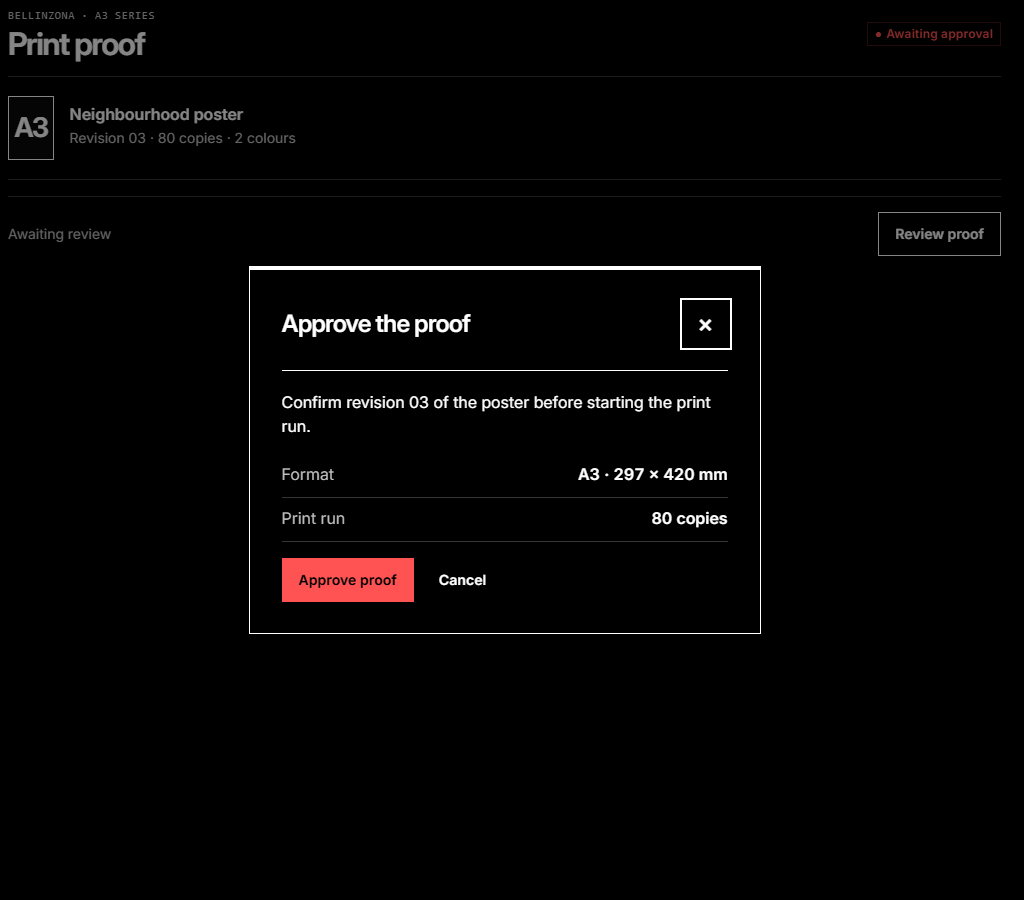 BELLINZONA · A3 SERIES
Print proof
Awaiting approval
A3
Neighbourhood poster
Revision 03 · 80 copies · 2 colours
Awaiting review
Review proof
Approve the proof
×
Confirm revision 03 of the poster before starting the print
run.
Format
A3 · 297 × 420 mm
Print run
80 copies
Approve proof
Cancel